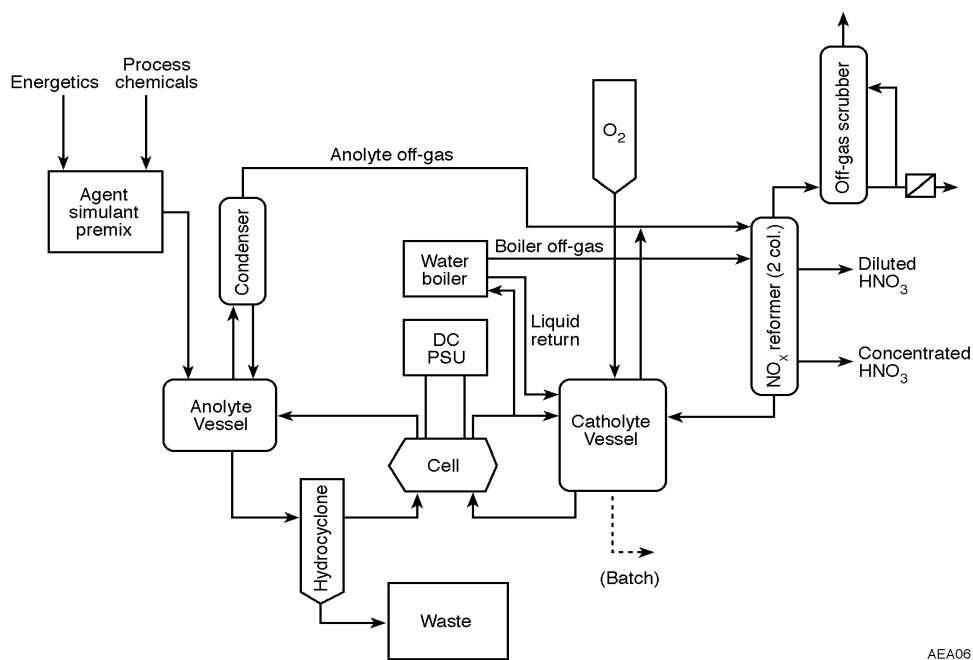 Energetics
Process
chemicals
Agent
simulant
premix
Anolyte off-gas
Condenser
O2
Off-gas scrubber
Boiler off-gas
Water
boiler
Liquid
return
DC
PSU
NOx reformer (2 col.)
Diluted
HNO3
Concentrated
HNO3
Anolyte
Vessel
Catholyte
Vessel
Cell
Hydrocyclone
(Batch)
Waste
AEA06